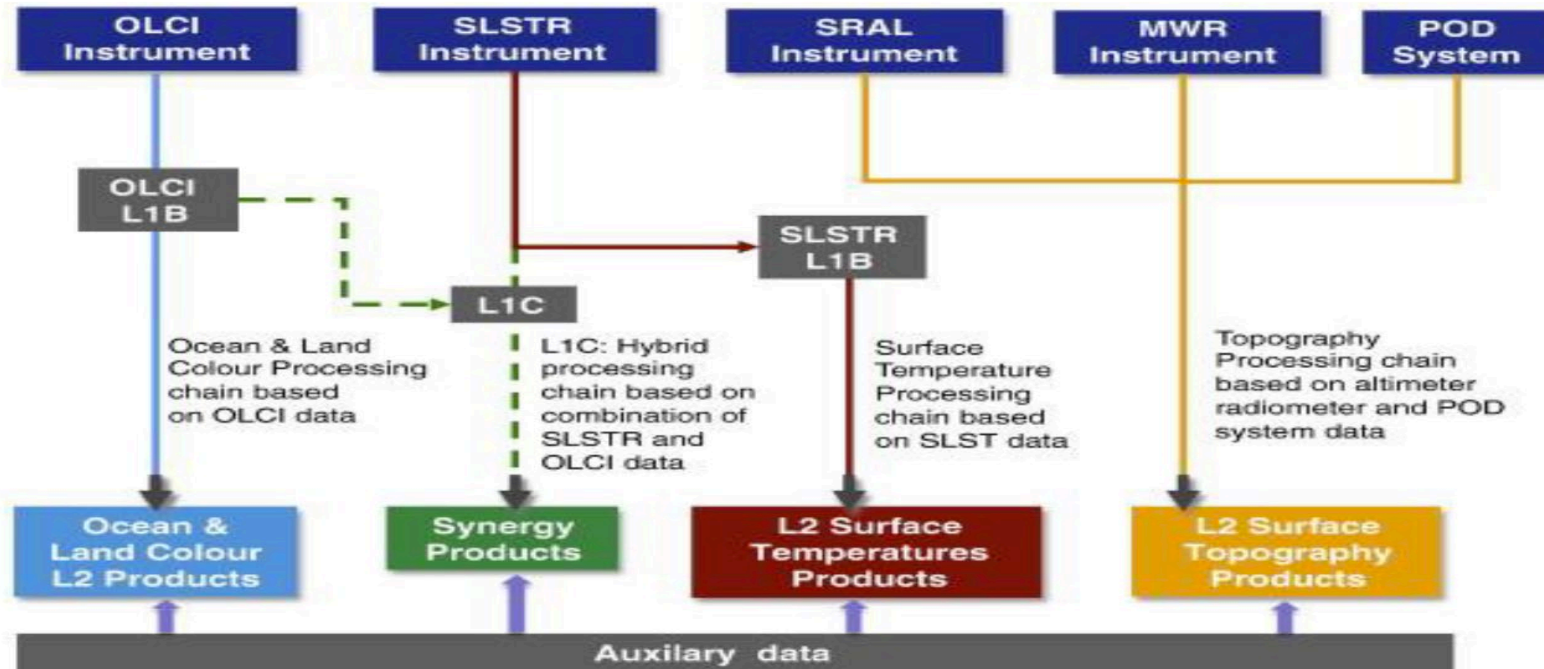 OLCI
Instrument
SLSTR
Instrument
SRAL
Instrument
MWR
Instrument
POD
System
OLCI
L1B
SLSTR
L1B
L1C
Ocean & Land
Colour Processing
chain based
on OLCI data
L1C: Hybrid
processing
chain based on
combination of
SLSTR and
OLCI data
Surface
Temperature
Processing
chain based
on SLST data
Topography
Processing chain
based on altimeter
radiometer and POD
system data
Ocean &
Land Colour
L2 Products
Synergy
Products
L2 Surface
Temperatures
Products
L2 Surface
Topography
Products
Auxilary data